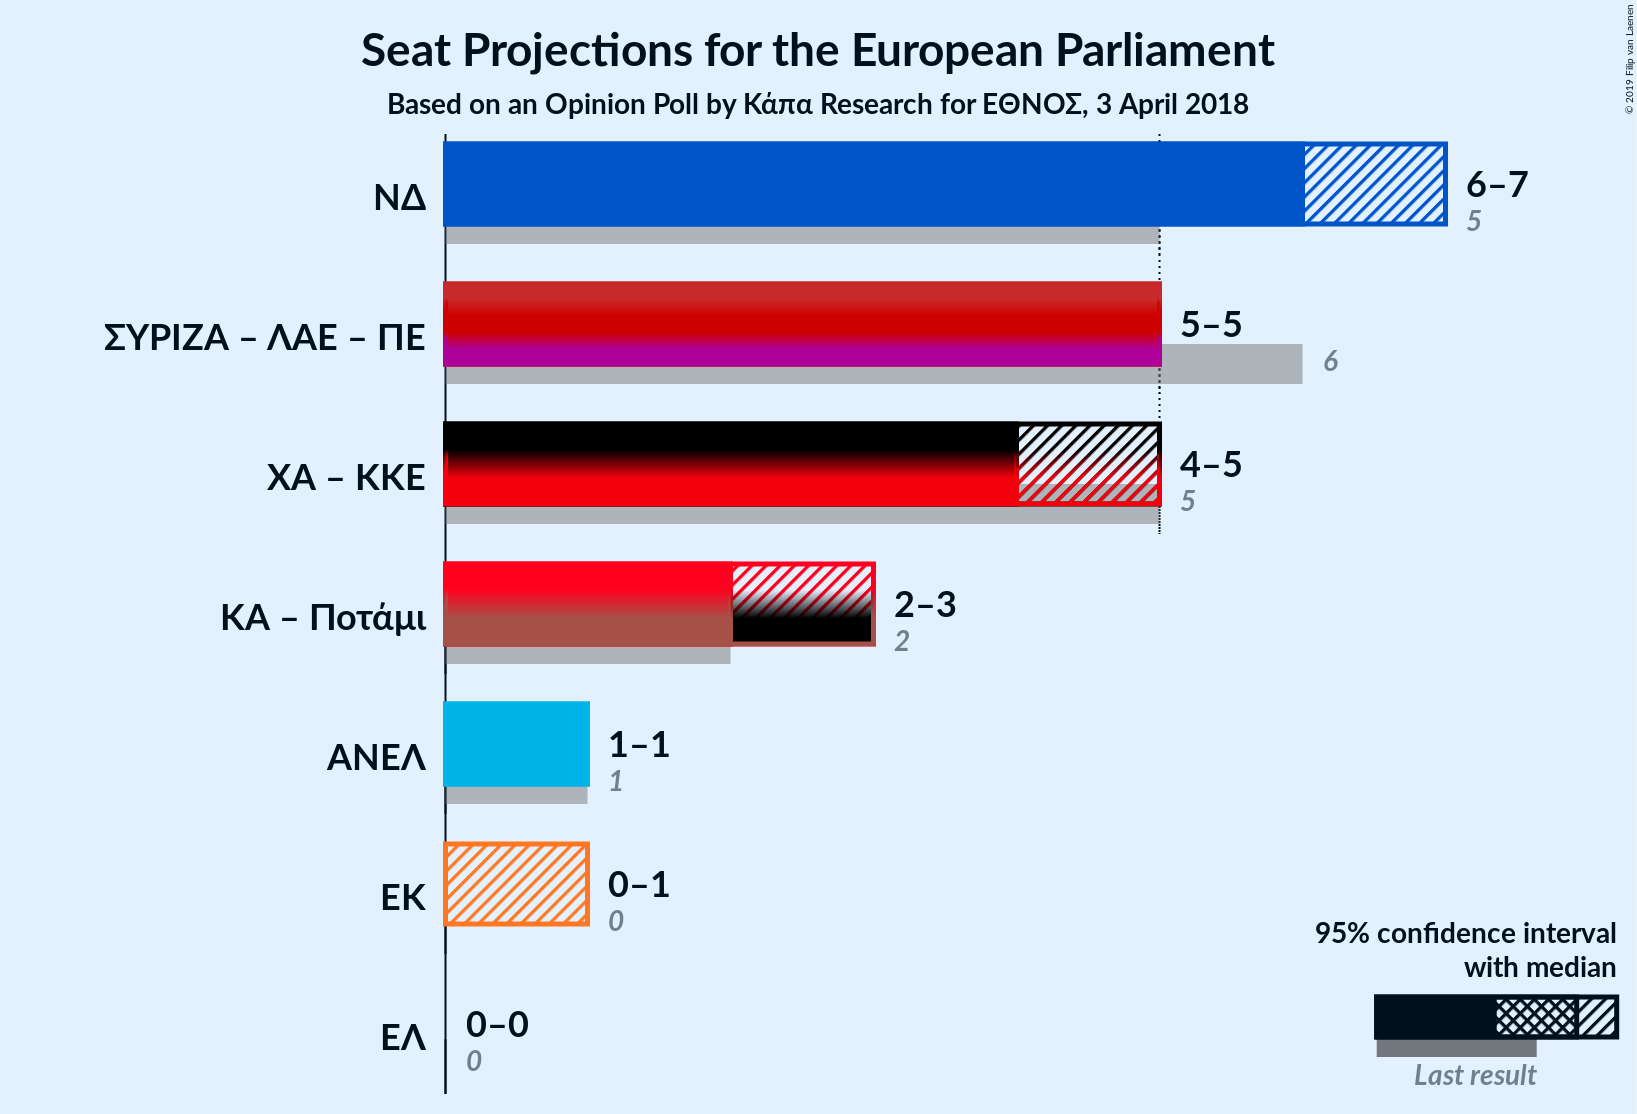 Seat Projections for the European Parliament
Based on an Opinion Poll by Κάπα Research for ΕΘΝΟΣ, 3 April 2018
© 2019 Filip van Laenen
ΝΔ
6–7
5
ΣΥΡΙΖΑ – ΛΑΕ – ΠΕ
5–5
6
ΧΑ – ΚΚΕ
4–5
5
ΚΑ – Ποτάμι
2–3
2
ΑΝΕΛ
1–1
1
ΕΚ
0–1
0
ΕΛ
0–0
0
95% confidence interval
with median
Last result